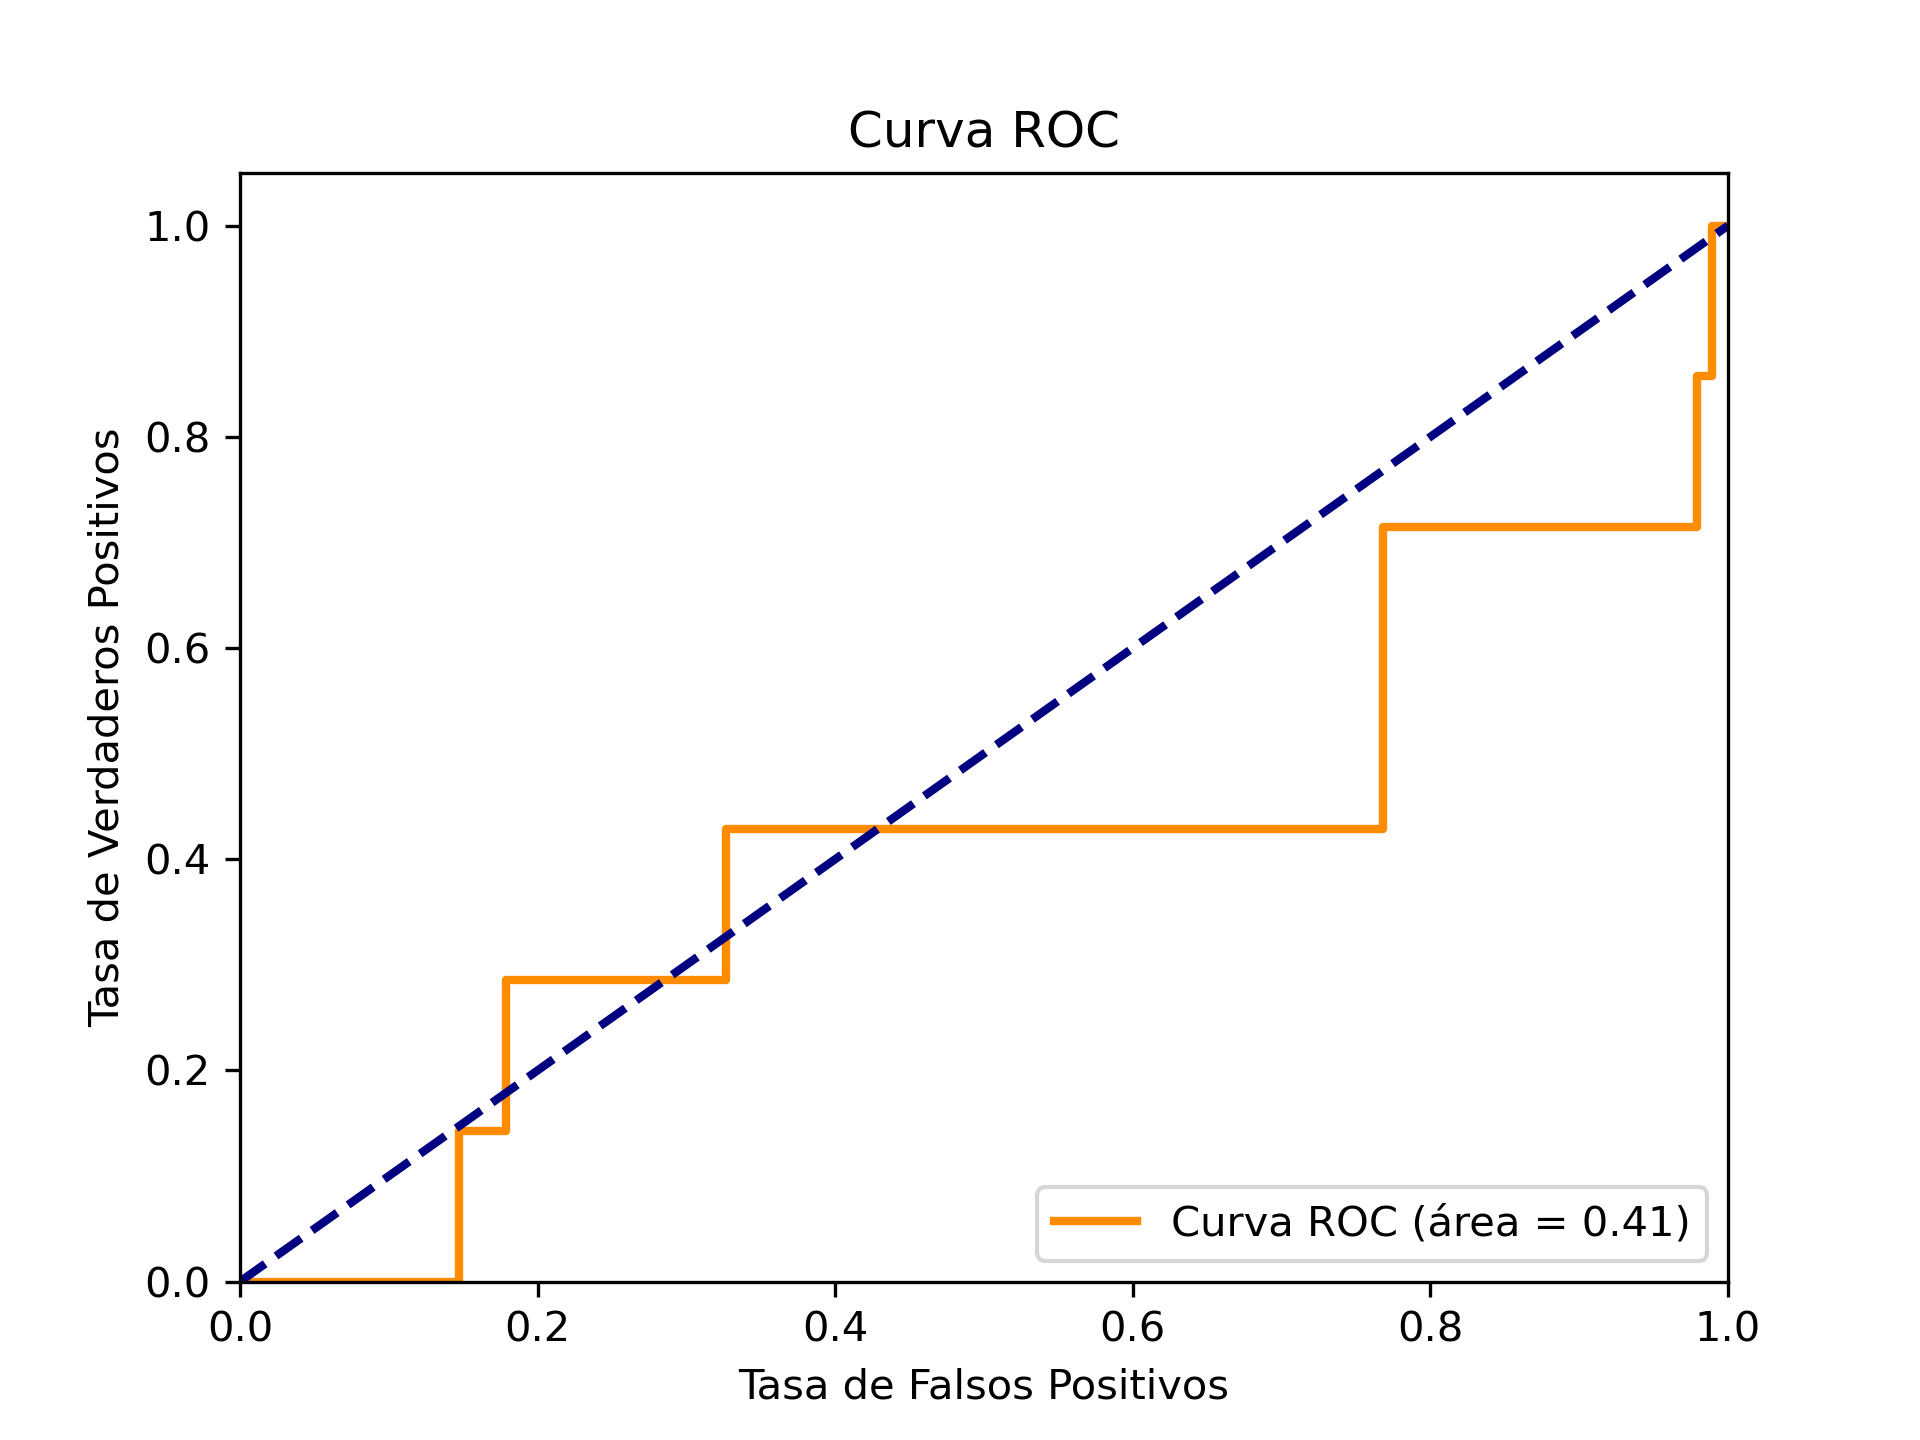 Curva ROC
1.0
0.8
0.6
0.4
0.2
0.0
Tasa de Verdaderos Positivos
Curva ROC (área = 0.41)
0.0 0.2 0.4 0.6 0.8 1.0
Tasa de Falsos Positivos